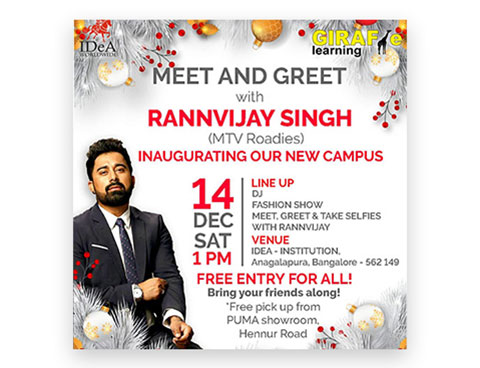 IDeA
WORLDWIDE
GIRAFFe
learning
MEET AND GREET
with
RANNVIJAY SINGH
(MTV Roadies)
INAUGURATING OUR NEW CAMPUS
14
DEC
SAT
1 PM
LINE UP
DJ
FASHION SHOW
MEET, GREET & TAKE SELFIES
WITH RANNVIJAY
VENUE
IDEA - INSTITUTION,
Anagalapura, Bangalore - 562 149
FREE ENTRY FOR ALL!
Bring your friends along!
*Free pick up from
PUMA showroom,
Hennur Road